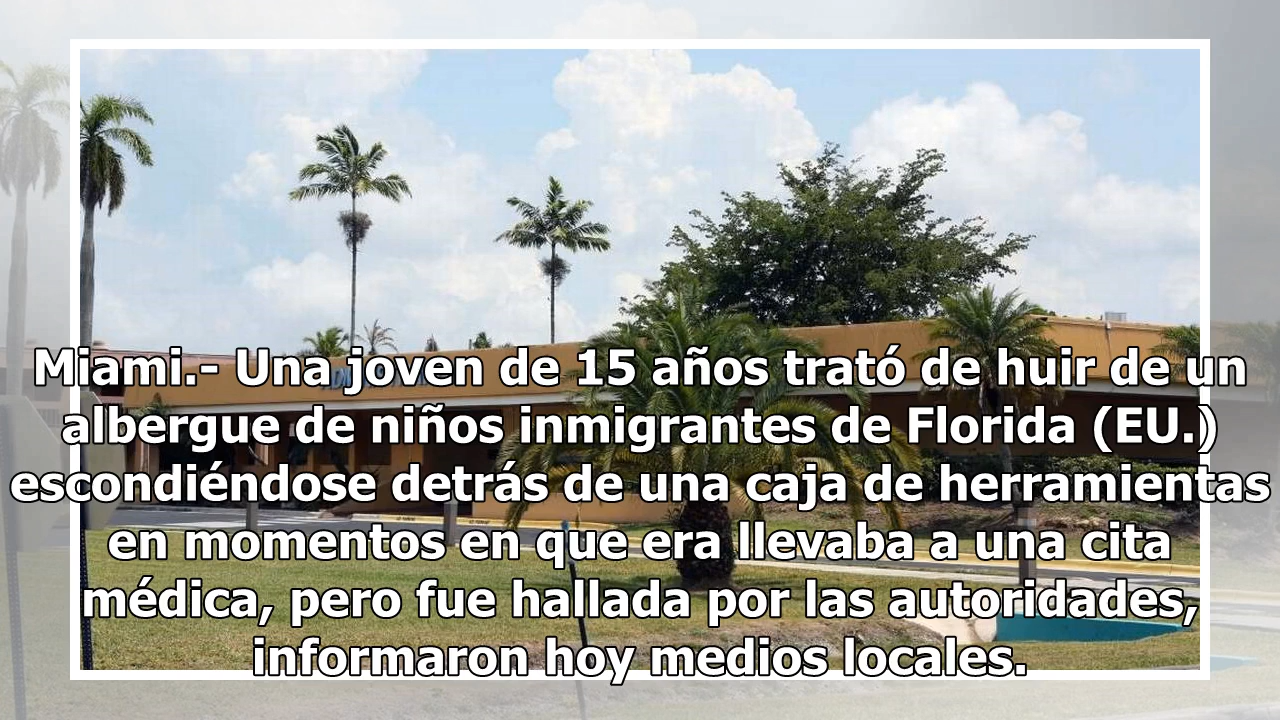 Miami.- Una joven de 15 años trató de huir de un
albergue de niños inmigrantes de Florida (EU.)
escondiéndose detrás de una caja de herramientas
en momentos en que era llevaba a una cita
médica, pero fue hallada por las autoridades,
informaron hoy medios locales.